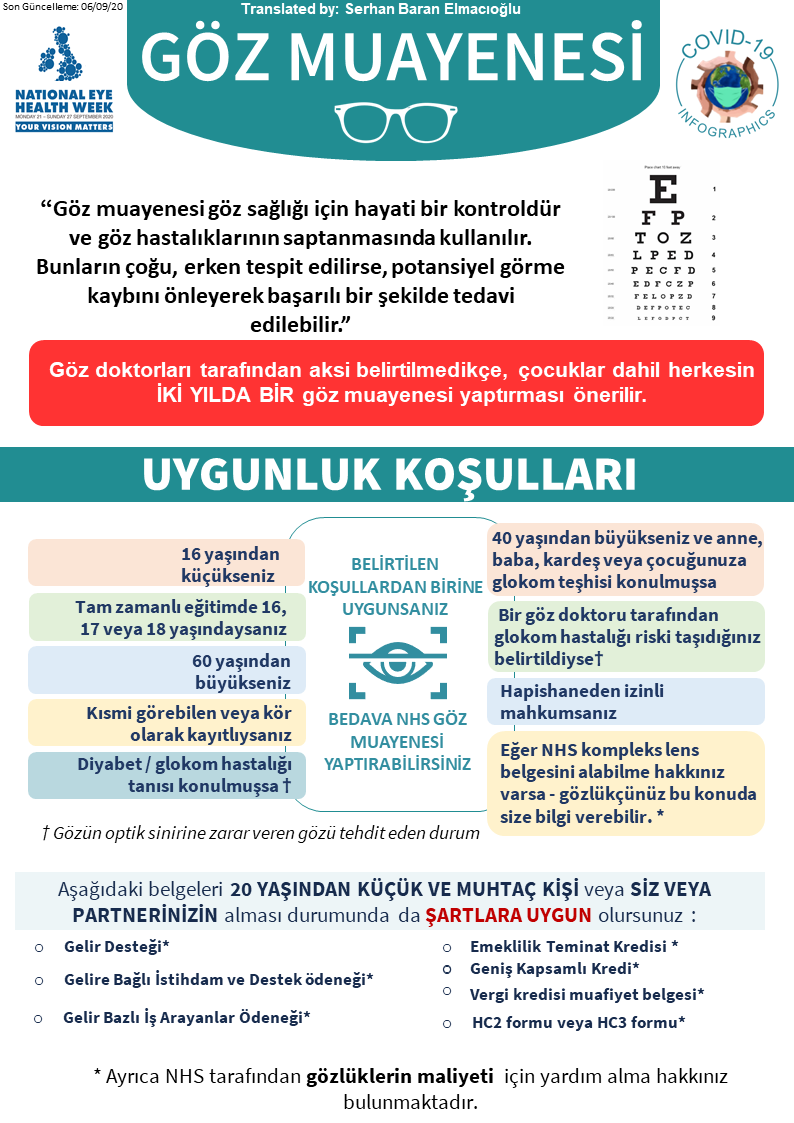 Son Güncelleme: 06/09/20
Translated by: Serhan Baran Elmacıoğlu
GÖZ MUAYENESİ
NATIONAL EYE
HEALTH WEEK
MONDAY 21 - SUNDAY 27 SEPTEMBER 2020
YOUR VISION MATTERS
COVID-19
INFOGRAPHICS
“Göz muayenesi göz sağlığı için hayati bir kontroldür
ve göz hastalıklarının saptanmasında kullanılır.
Bunların çoğu, erken tespit edilirse, potansiyel görme
kaybını önleyerek başarılı bir şekilde tedavi
edilebilir.”
E 1
F P 2
T O Z 3
L P E D 4
P E C F D 5
E D F C Z P 6
F E L O P Z D 7
D E F P O T E C 8
L E F O D P C T 9
Göz doktorları tarafından aksi belirtilmedikçe, çocuklar dahil herkesin
İKİ YILDA BİR göz muayenesi yaptırması önerilir.
UYGUNLUK KOŞULLARI
16 yaşından
küçükseniz
Tam zamanlı eğitimde 16,
17 veya 18 yaşındaysanız
60 yaşından
büyükseniz
Kısmi görebilen veya kör
olarak kayıtlıysanız
Diyabet / glokom hastalığı
tanısı konulmuşsa †
BELİRTİLEN
KOŞULLARDAN BİRİNE
UYGUNSANIZ
BEDAVA NHS GÖZ
MUAYENESİ
YAPTIRABİLİRSİNİZ
40 yaşından büyükseniz ve anne,
baba, kardeş veya çocuğunuza
glokom teşhisi konulmuşsa
Bir göz doktoru tarafından
glokom hastalığı riski taşıdığınız
belirtildiyse†
Hapishaneden izinli
mahkumsanız
Eğer NHS kompleks lens
belgesini alabilme hakkınız
varsa - gözlükçünüz bu konuda
size bilgi verebilir. *
† Gözün optik sinirine zarar veren gözü tehdit eden durum
Aşağıdaki belgeleri 20 YAŞINDAN KÜÇÜK VE MUHTAÇ KİŞİ veya SİZ VEYA
PARTNERİNİZİN alması durumunda da ŞARTLARA UYGUN olursunuz :
o Gelir Desteği*
o Gelire Bağlı İstihdam ve Destek ödeneği*
o Gelir Bazlı İş Arayanlar Ödeneği*
o Emeklilik Teminat Kredisi *
o Geniş Kapsamlı Kredi*
o Vergi kredisi muafiyet belgesi*
o HC2 formu veya HC3 formu*
* Ayrıca NHS tarafından gözlüklerin maliyeti için yardım alma hakkınız
bulunmaktadır.